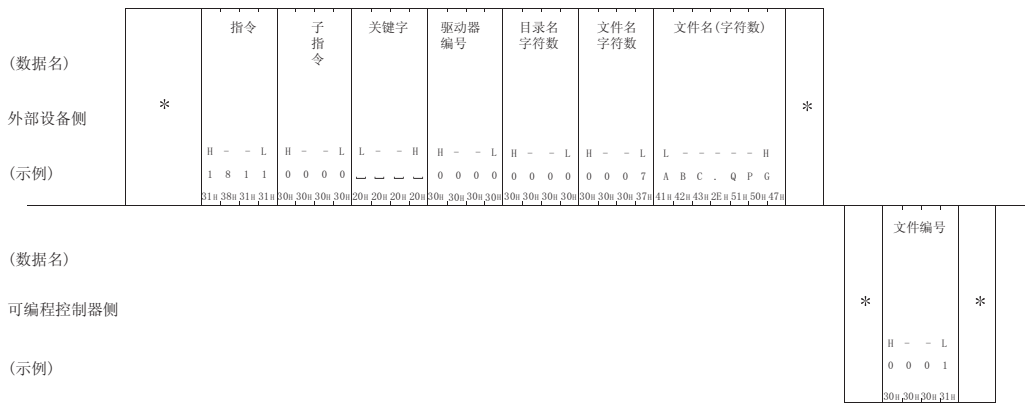 指令 子指令 关键字 驱动器编号 目录名字符数 文件名字符数 文件名(字符数)
(数据名)
* *
外部设备侧
H - - L H - - L L - - H H - - L H - - L H - - L L - - - - - H
(示例) 1 8 1 1 0 0 0 0 ⎵ ⎵ ⎵ ⎵ 0 0 0 0 0 0 0 0 0 0 0 7 A B C . Q P G
31H 38H 31H 31H 30H 30H 30H 30H 20H 20H 20H 20H 30H 30H 30H 30H 30H 30H 30H 30H 30H 30H 30H 37H 41H 42H 43H 2EH 51H 50H 47H
文件编号
(数据名)
* *
可编程控制器侧
H - - L
(示例) 0 0 0 1
30H 30H 30H 31H